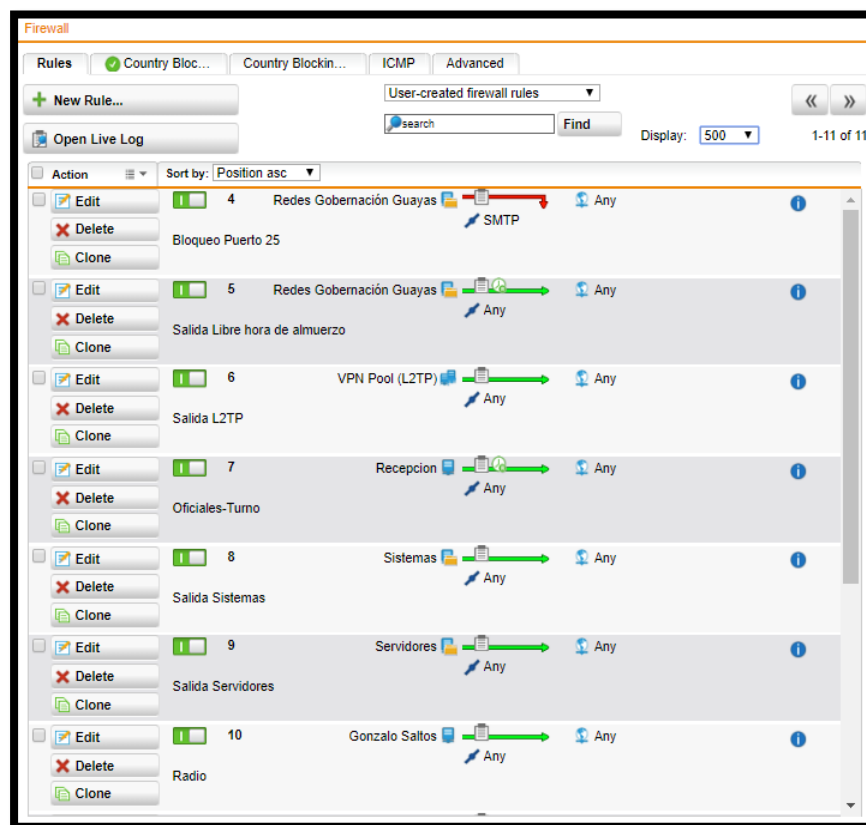 Firewall
Rules Country Bloc... Country Blockin... ICMP Advanced
New Rule... User-created firewall rules
search Find
Open Live Log Display: 500 1-11 of 11
Action Sort by: Position asc
Edit 4 Redes Gobernación Guayas Any
Delete SMTP
Bloqueo Puerto 25
Clone
Edit 5 Redes Gobernación Guayas Any
Delete Any
Salida Libre hora de almuerzo
Clone
Edit 6 VPN Pool (L2TP) Any
Delete Any
Salida L2TP
Clone
Edit 7 Recepcion Any
Delete Any
Oficiales-Turno
Clone
Edit 8 Sistemas Any
Delete Any
Salida Sistemas
Clone
Edit 9 Servidores Any
Delete Any
Salida Servidores
Clone
Edit 10 Gonzalo Saltos Any
Delete Any
Radio
Clone